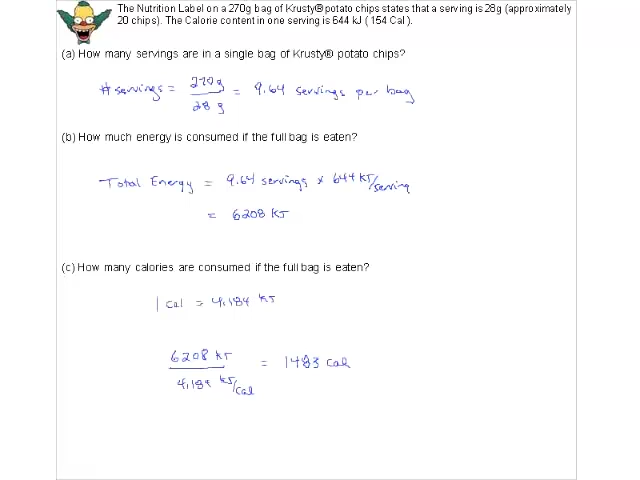 The Nutrition Label on a 270g bag of Krusty® potato chips states that a serving is 28g (approximately
20 chips). The Calorie content in one serving is 644 kJ ( 154 Cal ).
(a) How many servings are in a single bag of Krusty® potato chips?
# servings = 270g / 28 g = 9.64 servings per bag
(b) How much energy is consumed if the full bag is eaten?
Total Energy = 9.64 servings × 644 KJ/serving
= 6208 KJ
(c) How many calories are consumed if the full bag is eaten?
1 Cal = 4.184 KJ
6208 KJ / 4.184 KJ/Cal = 1483 Cal